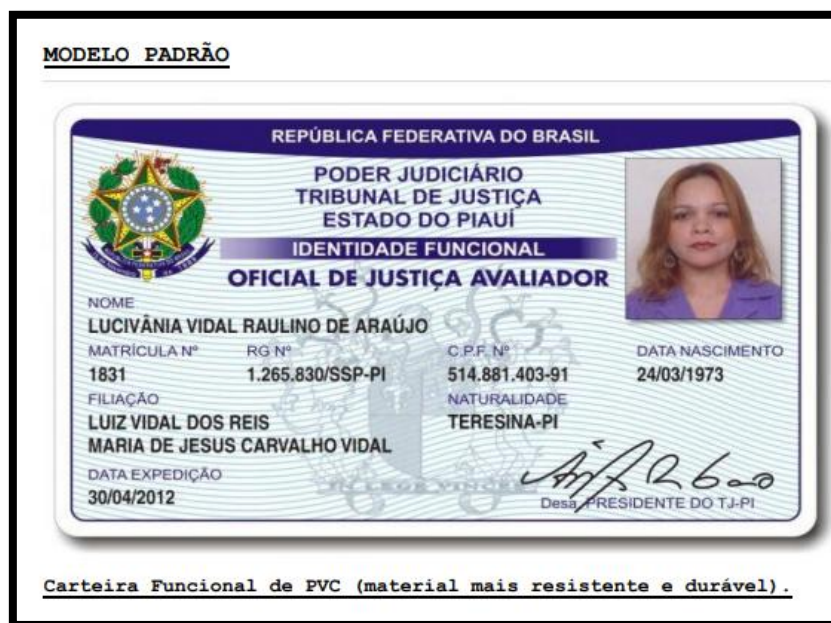 MODELO PADRÃO
REPÚBLICA FEDERATIVA DO BRASIL
PODER JUDICIÁRIO
TRIBUNAL DE JUSTIÇA
ESTADO DO PIAUÍ
IDENTIDADE FUNCIONAL
OFICIAL DE JUSTIÇA AVALIADOR
NOME
LUCIVÂNIA VIDAL RAULINO DE ARAÚJO
MATRÍCULA Nº RG Nº C.P.F. Nº DATA NASCIMENTO
1831 1.265.830/SSP-PI 514.881.403-91 24/03/1973
FILIAÇÃO NATURALIDADE
LUIZ VIDAL DOS REIS TERESINA-PI
MARIA DE JESUS CARVALHO VIDAL
DATA EXPEDIÇÃO
30/04/2012
Desa. PRESIDENTE DO TJ-PI
Carteira Funcional de PVC (material mais resistente e durável).